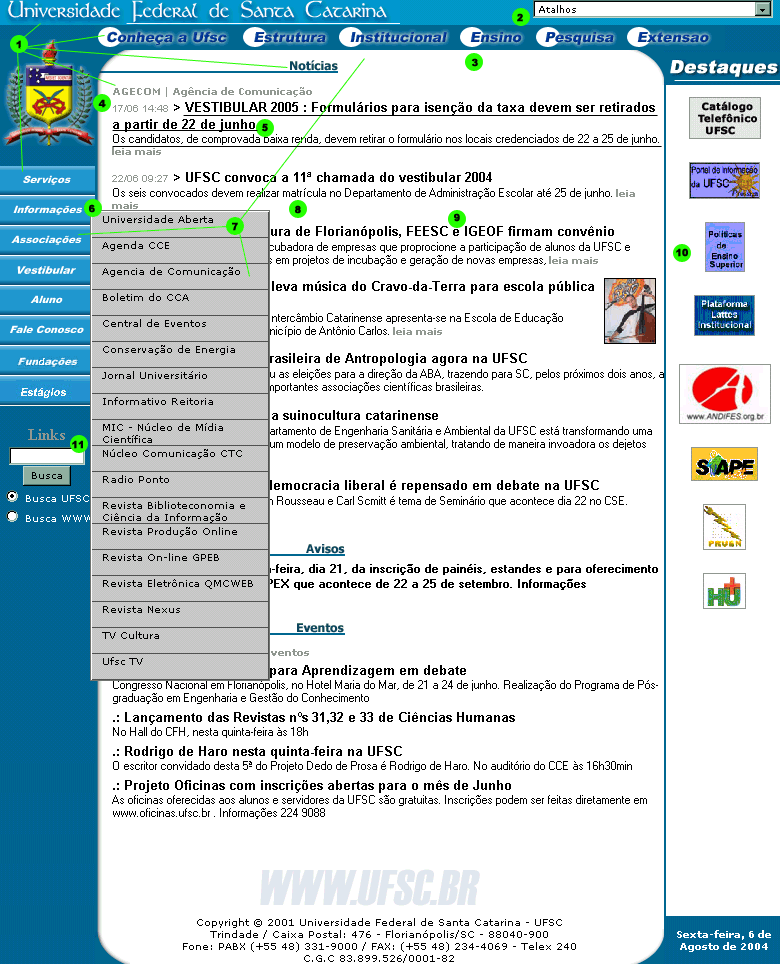 Universidade Federal de Santa Catarina
2
Atalhos
1
Conheça a Ufsc
Estrutura
Institucional
Ensino
Pesquisa
Extensao
3
Notícias
Destaques
AGECOM | Agência de Comunicação
4
17/06 14:48 > VESTIBULAR 2005 : Formulários para isenção da taxa devem ser retirados
a partir de 22 de junho
5
Os candidatos, de comprovada baixa renda, devem retirar o formulário nos locais credenciados de 22 a 25 de junho.
leia mais
22/06 09:27 > UFSC convoca a 11ª chamada do vestibular 2004
Os seis convocados devem realizar matrícula no Departamento de Administração Escolar até 25 de junho. leia
mais
8
9
ura de Florianópolis, FEESC e IGEOF firmam convênio
cubadora de empresas que proprocione a participação de alunos da UFSC e
s em projetos de incubação e geração de novas empresas, leia mais
leva música do Cravo-da-Terra para escola pública
ntercâmbio Catarinense apresenta-se na Escola de Educação
nicípio de Antônio Carlos. leia mais
rasileira de Antropologia agora na UFSC
u as eleições para a direção da ABA, trazendo para SC, pelos próximos dois anos, a
mportantes associações científicas brasileiras.
a suinocultura catarinense
artamento de Engenharia Sanitária e Ambiental da UFSC está transformando uma
um modelo de preservação ambiental, tratando de maneira invoadora os dejetos
democracia liberal é repensado em debate na UFSC
n Rousseau e Carl Scmitt é tema de Seminário que acontece dia 22 no CSE.
Avisos
-feira, dia 21, da inscrição de painéis, estandes e para oferecimento
PEX que acontece de 22 a 25 de setembro. Informações
Eventos
ventos
para Aprendizagem em debate
Congresso Nacional em Florianópolis, no Hotel Maria do Mar, de 21 a 24 de junho. Realização do Programa de Pós-
graduação em Engenharia e Gestão do Conhecimento
.: Lançamento das Revistas nºs 31,32 e 33 de Ciências Humanas
No Hall do CFH, nesta quinta-feira às 18h
.: Rodrigo de Haro nesta quinta-feira na UFSC
O escritor convidado desta 5ª do Projeto Dedo de Prosa é Rodrigo de Haro. No auditório do CCE às 16h30min
.: Projeto Oficinas com inscrições abertas para o mês de Junho
As oficinas oferecidas aos alunos e servidores da UFSC são gratuitas. Inscrições podem ser feitas diretamente em
www.oficinas.ufsc.br . Informações 224 9088
WWW.UFSC.BR
Copyright © 2001 Universidade Federal de Santa Catarina - UFSC
Trindade / Caixa Postal: 476 - Florianópolis/SC - 88040-900
Fone: PABX (+55 48) 331-9000 / FAX: (+55 48) 234-4069 - Telex 240
C.G.C 83.899.526/0001-82
Serviços
Informações
6
Associações
Vestibular
Aluno
Fale Conosco
Fundações
Estágios
Links
11
Busca
Busca UFSC
Busca WWW
7
Universidade Aberta
Agenda CCE
Agencia de Comunicação
Boletim do CCA
Central de Eventos
Conservação de Energia
Jornal Universitário
Informativo Reitoria
MIC - Núcleo de Mídia
Científica
Núcleo Comunicação CTC
Radio Ponto
Revista Biblioteconomia e
Ciência da Informação
Revista Produção Online
Revista On-line GPEB
Revista Eletrônica QMCWEB
Revista Nexus
TV Cultura
Ufsc TV
Catálogo
Telefônico
UFSC
Portal de informação
da UFSC
Políticas
de
Ensino
Superior
10
Plataforma
Lattes
Institucional
www.ANDIFES.org.br
SIAPE
HU
Sexta-feira, 6 de
Agosto de 2004